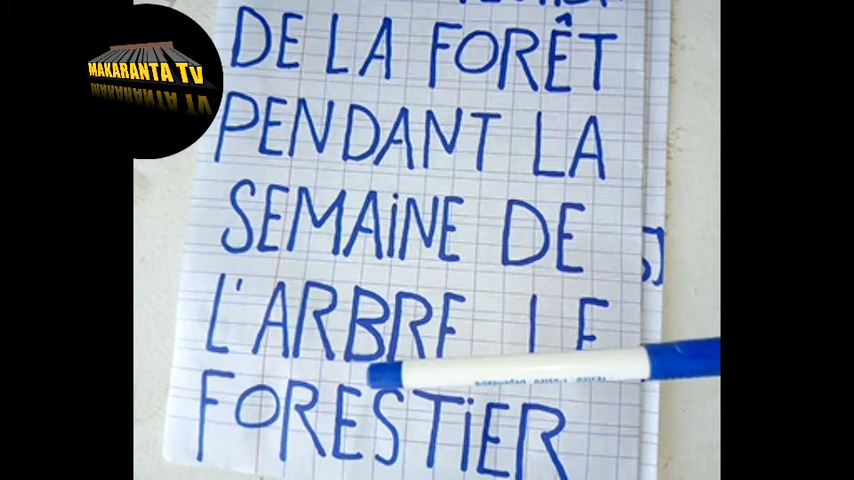 MAKARANTA TV
DE LA FORÊT
PENDANT LA
SEMAINE DE
L'ARBRE LE
FORESTIER